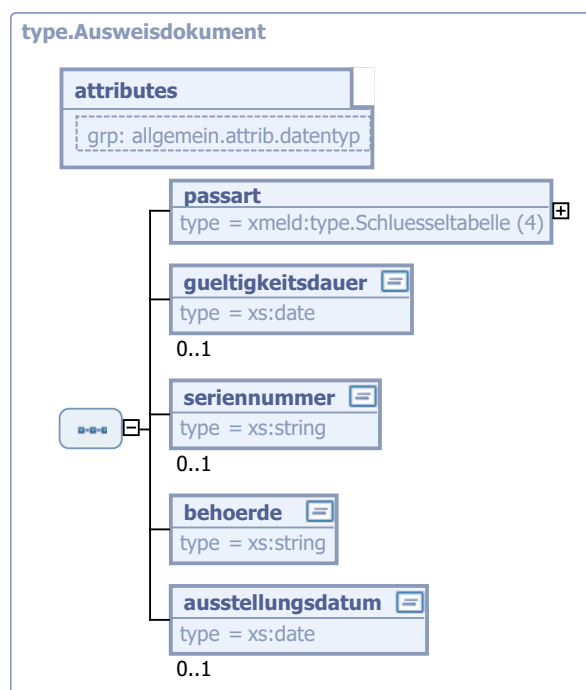 type.Ausweisdokument
attributes
grp: allgemein.attrib.datentyp
passart
type = xmeld:type.Schluesseltabelle (4)
gueltigkeitsdauer
type = xs:date
0..1
seriennummer
type = xs:string
0..1
behoerde
type = xs:string
ausstellungsdatum
type = xs:date
0..1